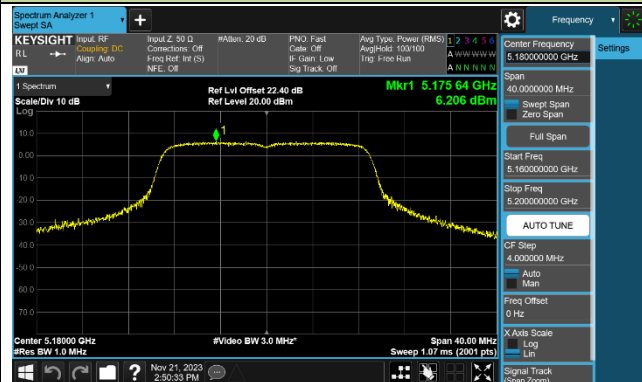 Spectrum Analyzer 1
Swept SA
Frequency
KEYSIGHT
RL
Input: RF
Coupling: DC
Align: Auto
Input Z: 50 Ω
Corrections: Off
Freq Ref: Int (S)
NFE: Off
#Atten: 20 dB
PNO: Fast
Gate: Off
IF Gain: Low
Sig Track: Off
Avg Type: Power (RMS)
Avg|Hold: 100/100
Trig: Free Run
1 2 3 4 5 6
A W W W W W
A N N N N N
LXI
1 Spectrum
Scale/Div 10 dB
Log
Ref Lvl Offset 22.40 dB
Ref Level 20.00 dBm
Mkr1 5.175 64 GHz
6.206 dBm
1
10.0
0.00
-10.0
-20.0
-30.0
-40.0
-50.0
-60.0
-70.0
Center 5.18000 GHz
#Res BW 1.0 MHz
#Video BW 3.0 MHz*
Span 40.00 MHz
Sweep 1.07 ms (2001 pts)
Nov 21, 2023
2:50:33 PM
Center Frequency
5.180000000 GHz
Span
40.0000000 MHz
Swept Span
Zero Span
Full Span
Start Freq
5.160000000 GHz
Stop Freq
5.200000000 GHz
AUTO TUNE
CF Step
4.000000 MHz
Auto
Man
Freq Offset
0 Hz
X Axis Scale
Log
Lin
Signal Track
(Span Zoom)
Settings